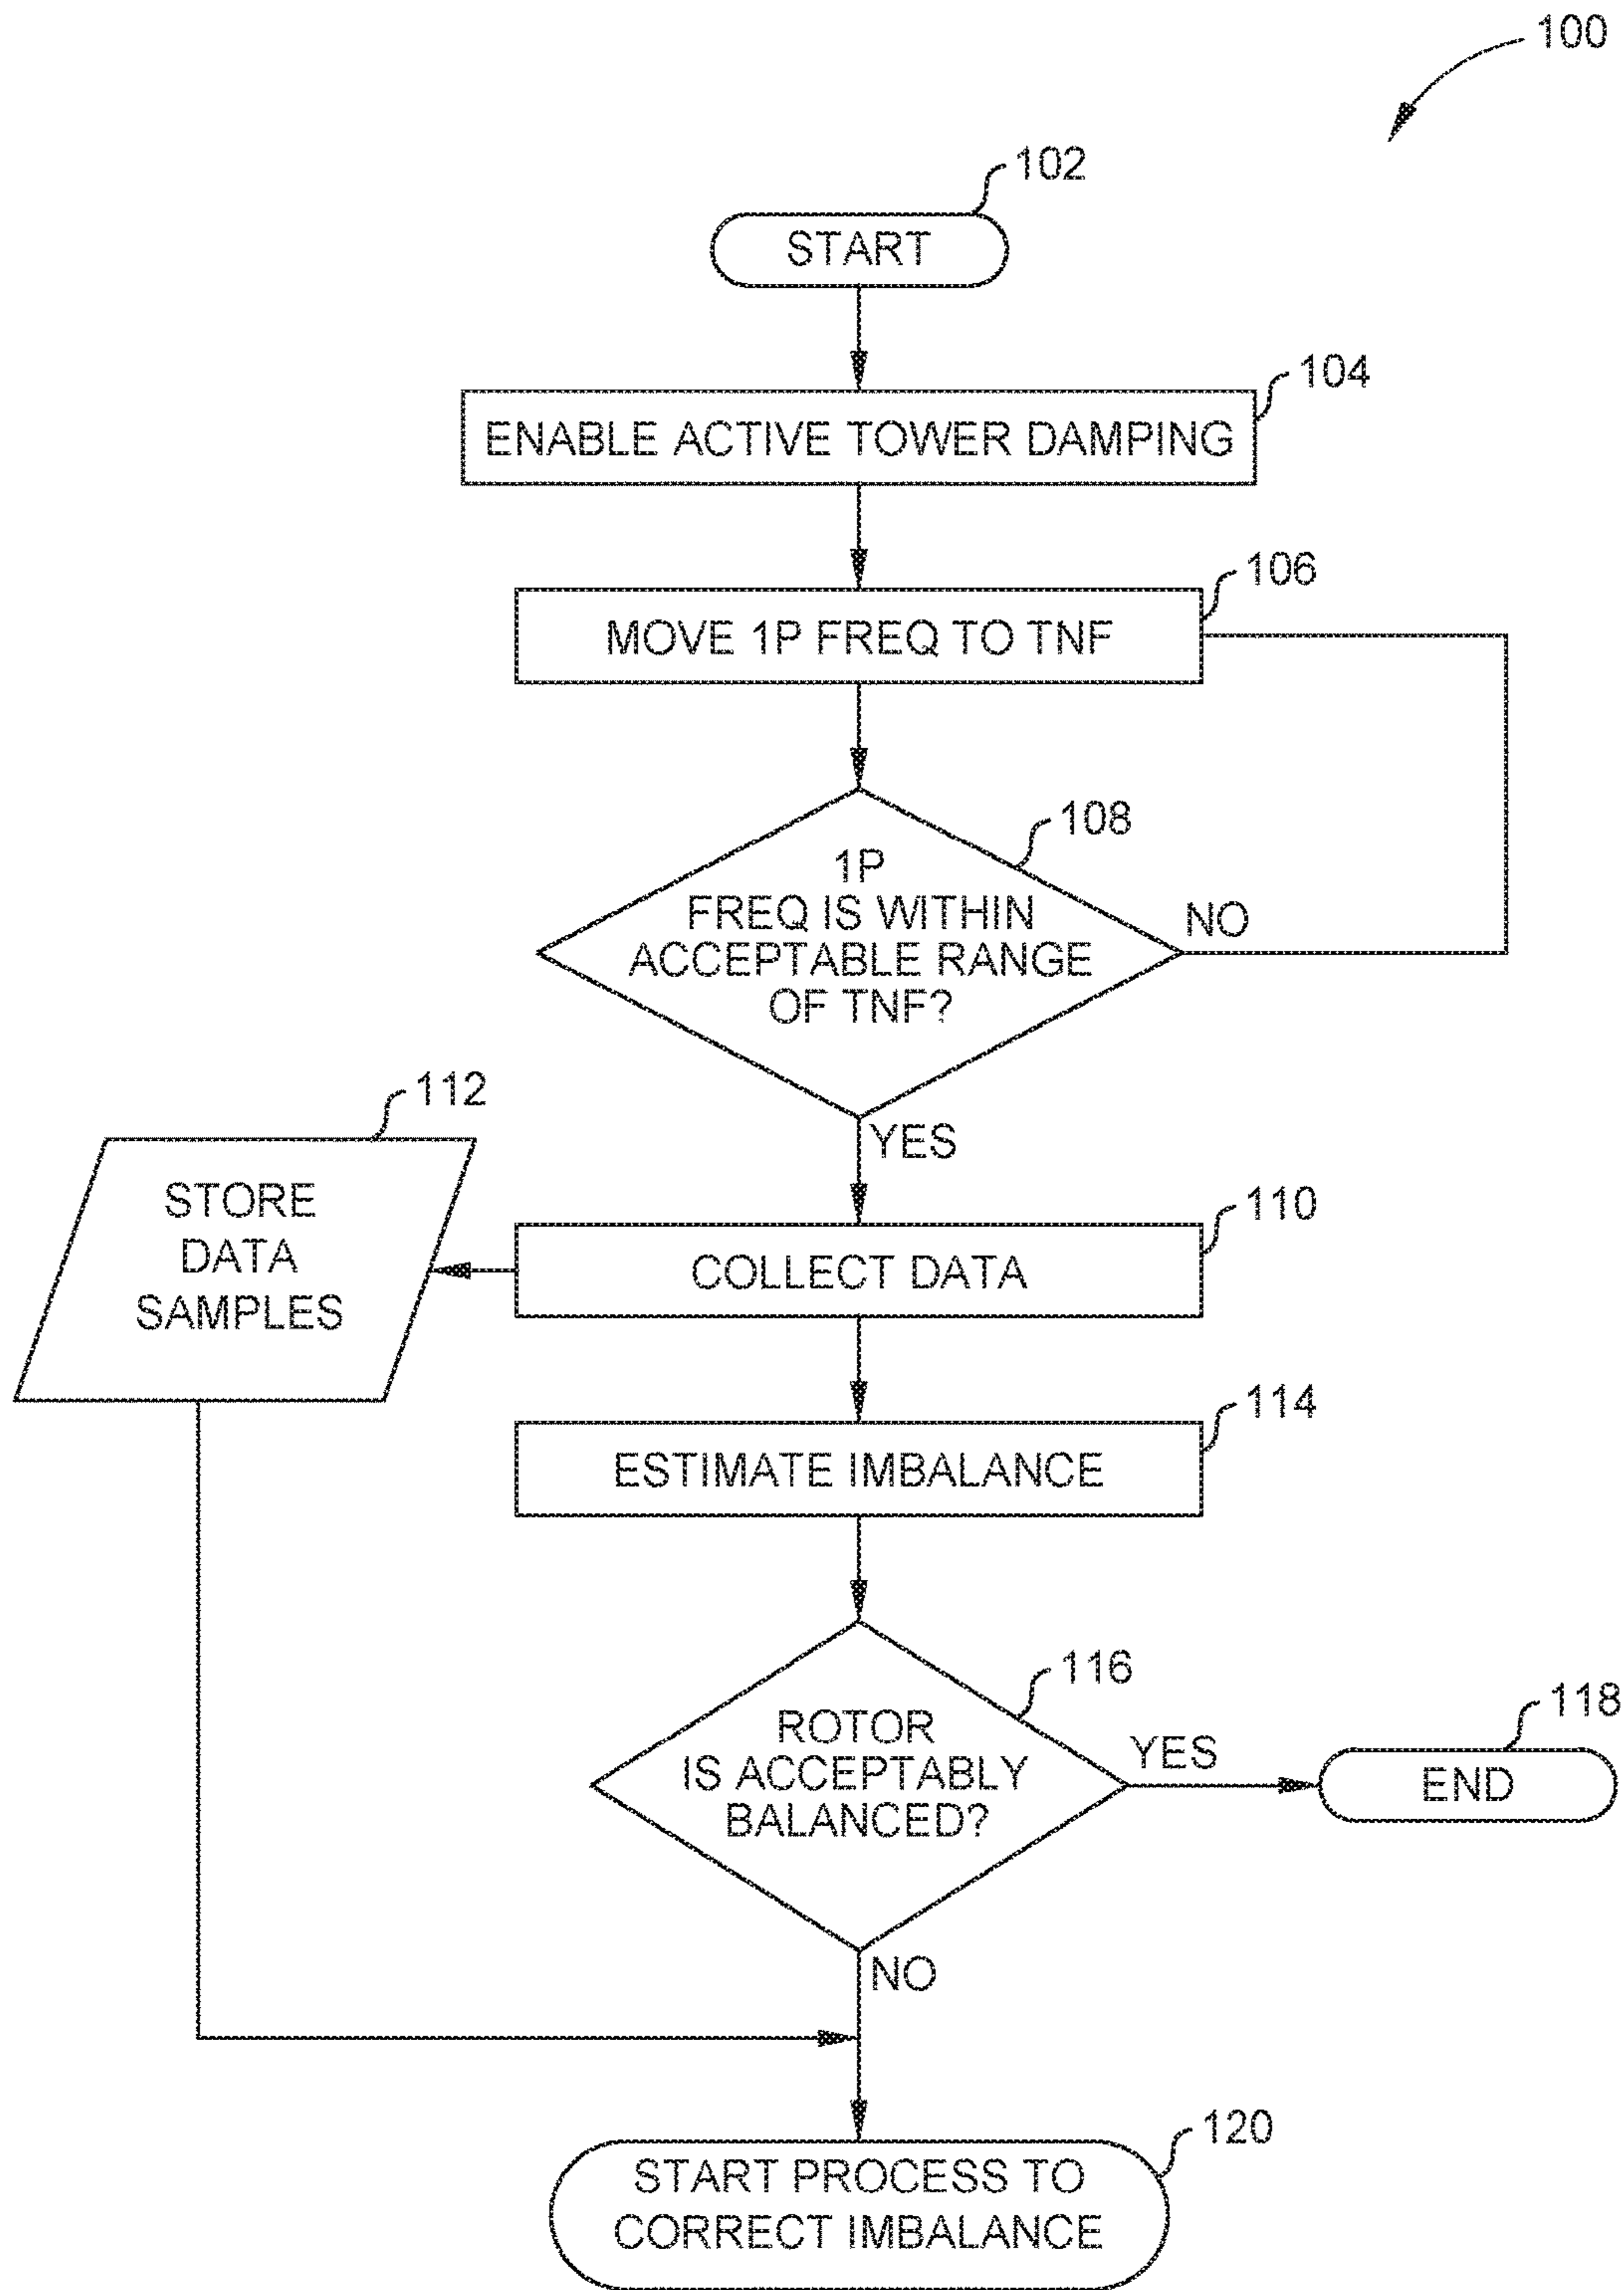 100
102
START
104
ENABLE ACTIVE TOWER DAMPING
106
MOVE 1P FREQ TO TNF
108
1P
FREQ IS WITHIN
ACCEPTABLE RANGE
OF TNF?
NO
YES
112
STORE
DATA
SAMPLES
110
COLLECT DATA
114
ESTIMATE IMBALANCE
116
ROTOR
IS ACCEPTABLY
BALANCED?
YES
118
END
NO
120
START PROCESS TO
CORRECT IMBALANCE